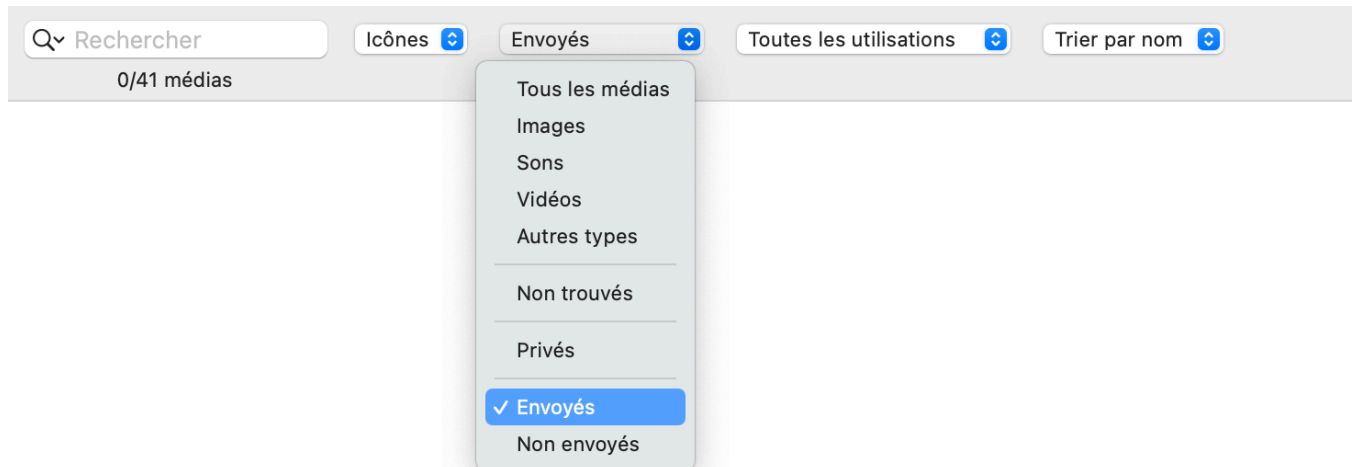 Rechercher Icônes Envoyés Toutes les utilisations Trier par nom
0/41 médias
Tous les médias
Images
Sons
Vidéos
Autres types
Non trouvés
Privés
Envoyés
Non envoyés